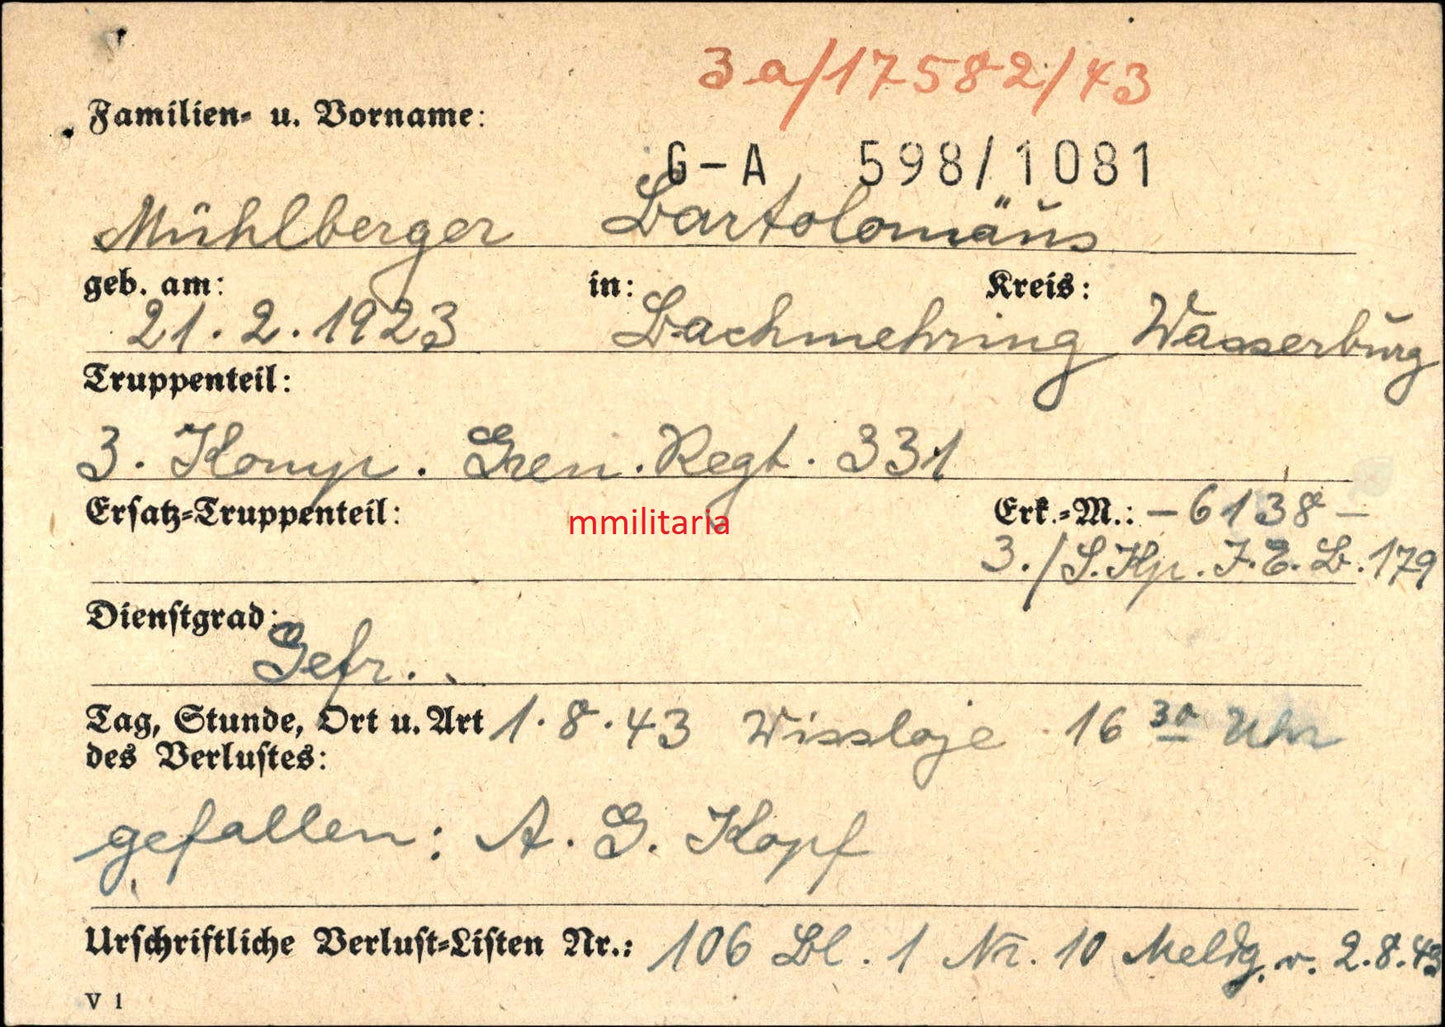 3a/17582/43
Familien- u. Vorname:
G-A 598/1081
Mühlberger Bartolomäus
geb. am: in: Kreis:
21.2.1923 Bachmehring Wasserburg
Truppenteil:
3. Komp. Gren. Regt. 331
Ersatz-Truppenteil: mmilitaria Erk.-M.: -6138-
3./S.Kp. I.E.B. 179
Dienstgrad:
Gefr.
Tag, Stunde, Ort u. Art 1.8.43 Wissloje 16 30 Uhr
des Verlustes:
gefallen: A. G. Kopf
Urschriftliche Verlust-Listen Nr.: 106 Bl. 1 Nr. 10 Meldg. v. 2.8.43
V 1